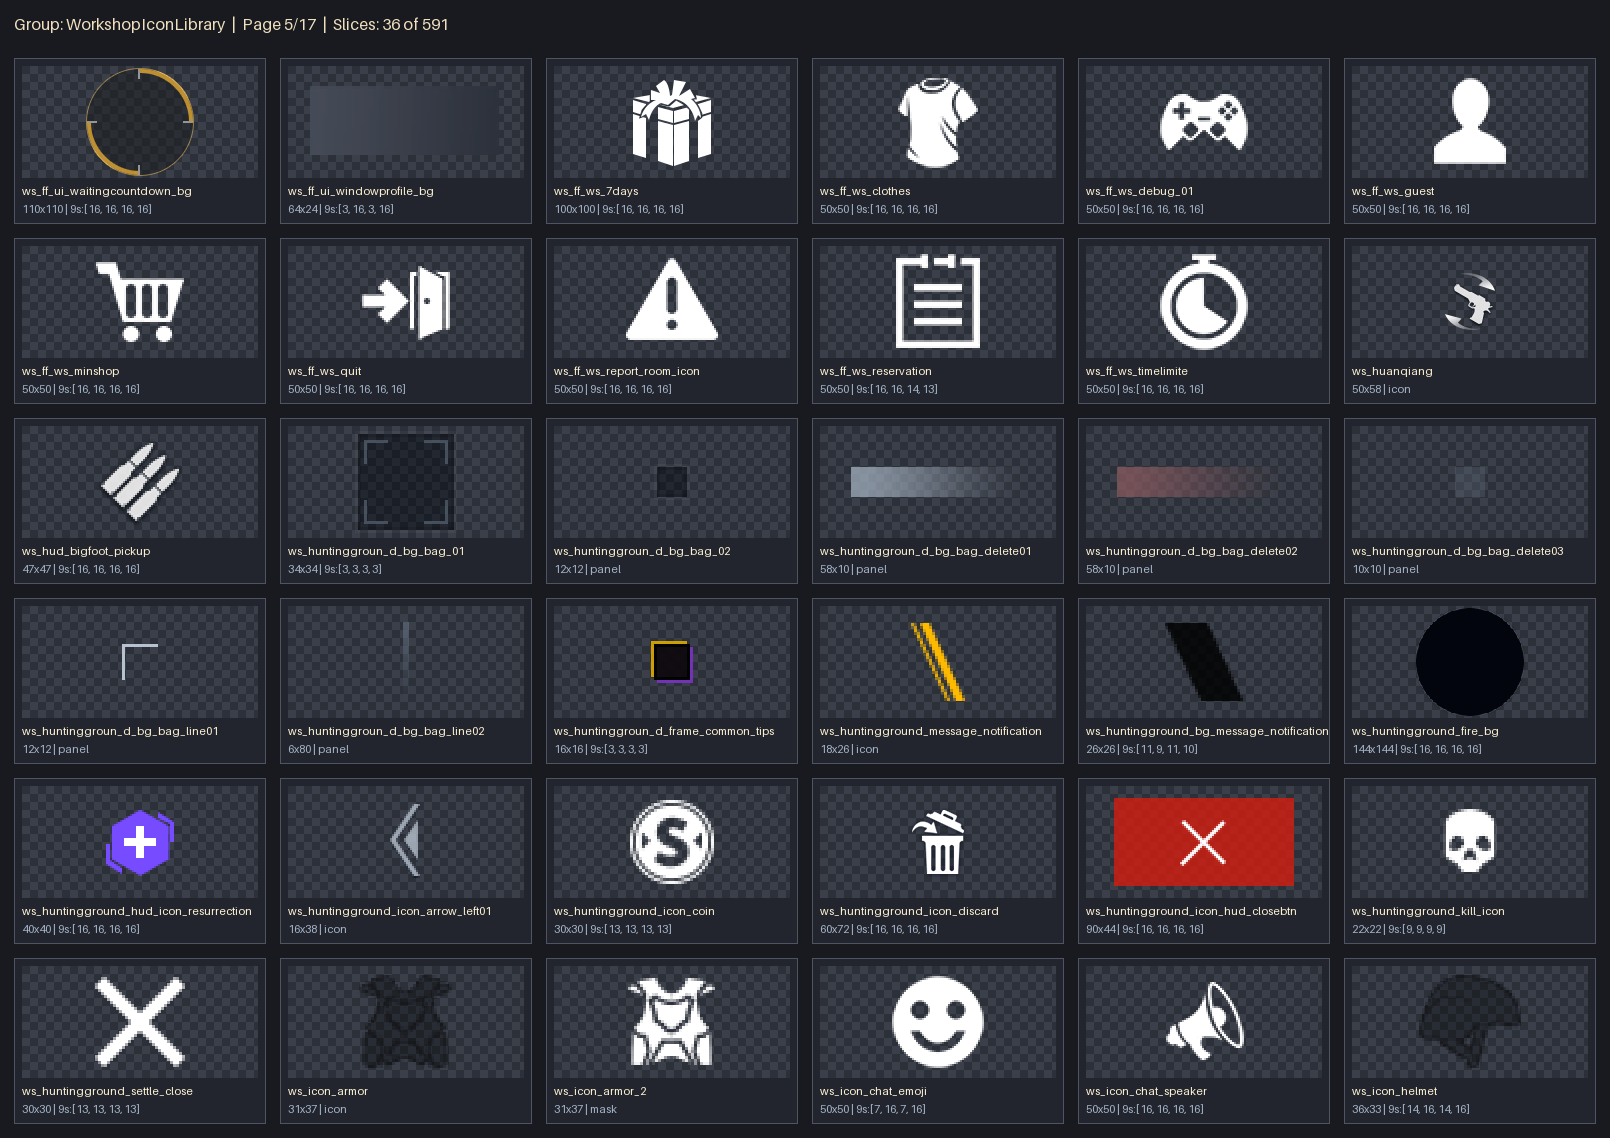 Group: WorkshopIconLibrary | Page 5/17 | Slices: 36 of 591
ws_ff_ui_waitingcountdown_bg
110x110 | 9s:[16, 16, 16, 16]
ws_ff_ui_windowprofile_bg
64x24 | 9s:[3, 16, 3, 16]
ws_ff_ws_7days
100x100 | 9s:[16, 16, 16, 16]
ws_ff_ws_clothes
50x50 | 9s:[16, 16, 16, 16]
ws_ff_ws_debug_01
50x50 | 9s:[16, 16, 16, 16]
ws_ff_ws_guest
50x50 | 9s:[16, 16, 16, 16]
ws_ff_ws_minshop
50x50 | 9s:[16, 16, 16, 16]
ws_ff_ws_quit
50x50 | 9s:[16, 16, 16, 16]
ws_ff_ws_report_room_icon
50x50 | 9s:[16, 16, 16, 16]
ws_ff_ws_reservation
50x50 | 9s:[16, 16, 14, 13]
ws_ff_ws_timelimite
50x50 | 9s:[16, 16, 16, 16]
ws_huanqiang
50x58 | icon
ws_hud_bigfoot_pickup
47x47 | 9s:[16, 16, 16, 16]
ws_huntinggroun_d_bg_bag_01
34x34 | 9s:[3, 3, 3, 3]
ws_huntinggroun_d_bg_bag_02
12x12 | panel
ws_huntinggroun_d_bg_bag_delete01
58x10 | panel
ws_huntinggroun_d_bg_bag_delete02
58x10 | panel
ws_huntinggroun_d_bg_bag_delete03
10x10 | panel
ws_huntinggroun_d_bg_bag_line01
12x12 | panel
ws_huntinggroun_d_bg_bag_line02
6x80 | panel
ws_huntinggroun_d_frame_common_tips
16x16 | 9s:[3, 3, 3, 3]
ws_huntingground_message_notification
18x26 | icon
ws_huntingground_bg_message_notification
26x26 | 9s:[11, 9, 11, 10]
ws_huntingground_fire_bg
144x144 | 9s:[16, 16, 16, 16]
ws_huntingground_hud_icon_resurrection
40x40 | 9s:[16, 16, 16, 16]
ws_huntingground_icon_arrow_left01
16x38 | icon
ws_huntingground_icon_coin
30x30 | 9s:[13, 13, 13, 13]
ws_huntingground_icon_discard
60x72 | 9s:[16, 16, 16, 16]
ws_huntingground_icon_hud_closebtn
90x44 | 9s:[16, 16, 16, 16]
ws_huntingground_kill_icon
22x22 | 9s:[9, 9, 9, 9]
ws_huntingground_settle_close
30x30 | 9s:[13, 13, 13, 13]
ws_icon_armor
31x37 | icon
ws_icon_armor_2
31x37 | mask
ws_icon_chat_emoji
50x50 | 9s:[7, 16, 7, 16]
ws_icon_chat_speaker
50x50 | 9s:[16, 16, 16, 16]
ws_icon_helmet
36x33 | 9s:[14, 16, 14, 16]